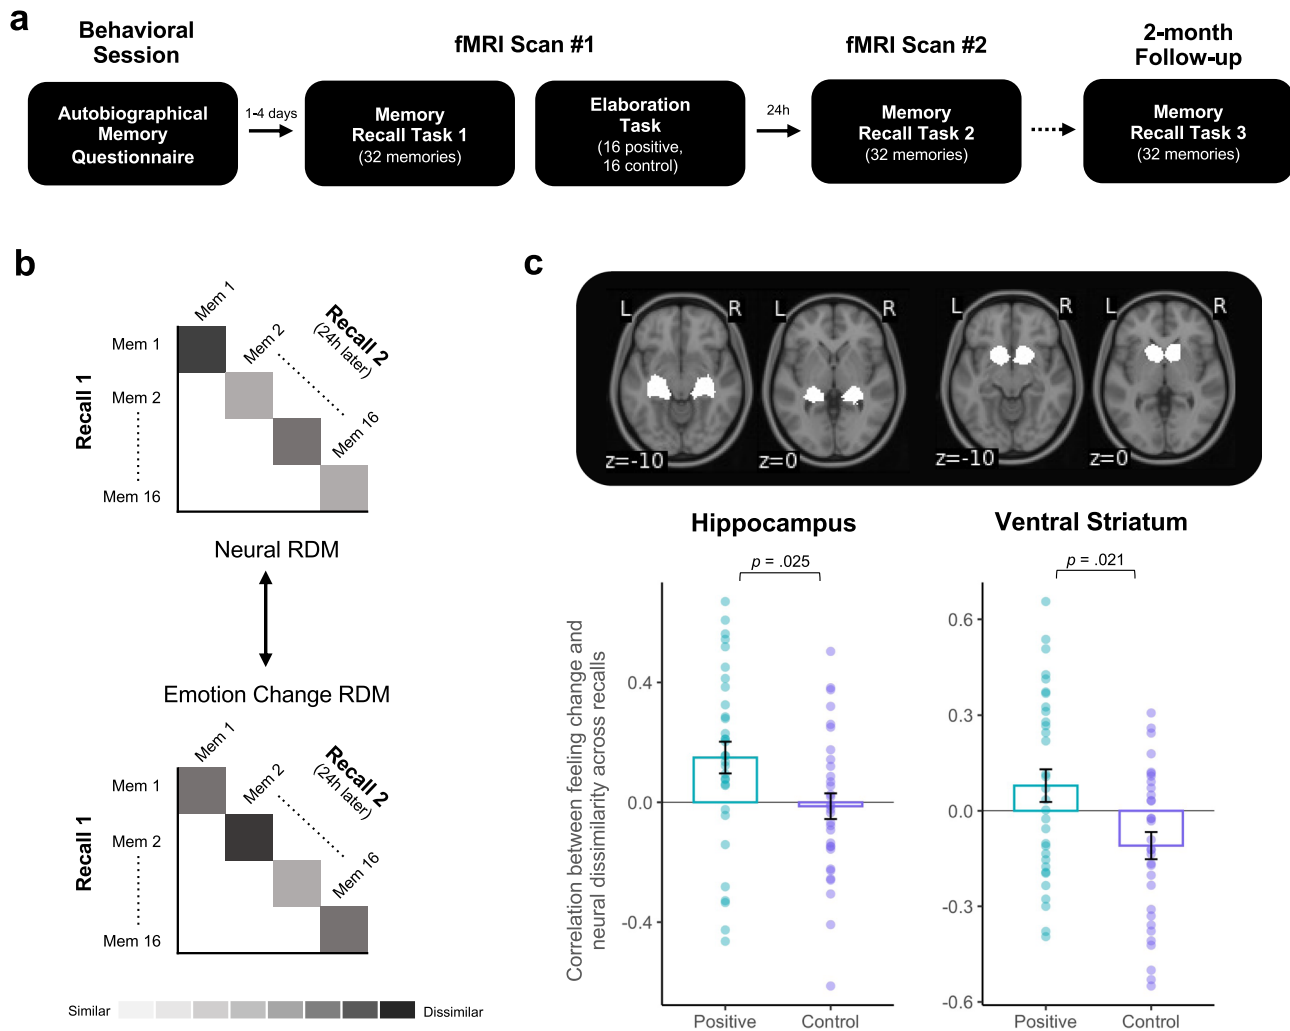 a
Behavioral
Session
fMRI Scan #1
fMRI Scan #2
2-month
Follow-up
Autobiographical
Memory
Questionnaire
1-4 days
Memory
Recall Task 1
(32 memories)
Elaboration
Task
(16 positive,
16 control)
24h
Memory
Recall Task 2
(32 memories)
Memory
Recall Task 3
(32 memories)
b
Mem 1
Mem 2
Mem 16
Recall 2
(24h later)
Recall 1
Mem 1
Mem 2
Mem 16
Neural RDM
Emotion Change RDM
Mem 1
Mem 2
Mem 16
Recall 2
(24h later)
Recall 1
Mem 1
Mem 2
Mem 16
Similar
Dissimilar
c
L
R
z=-10
L
R
z=0
L
R
z=-10
L
R
z=0
Hippocampus
p = .025
Correlation between feeling change and
neural dissimilarity across recalls
0.4
0.0
-0.4
Positive
Control
Ventral Striatum
p = .021
0.6
0.3
0.0
-0.3
-0.6
Positive
Control